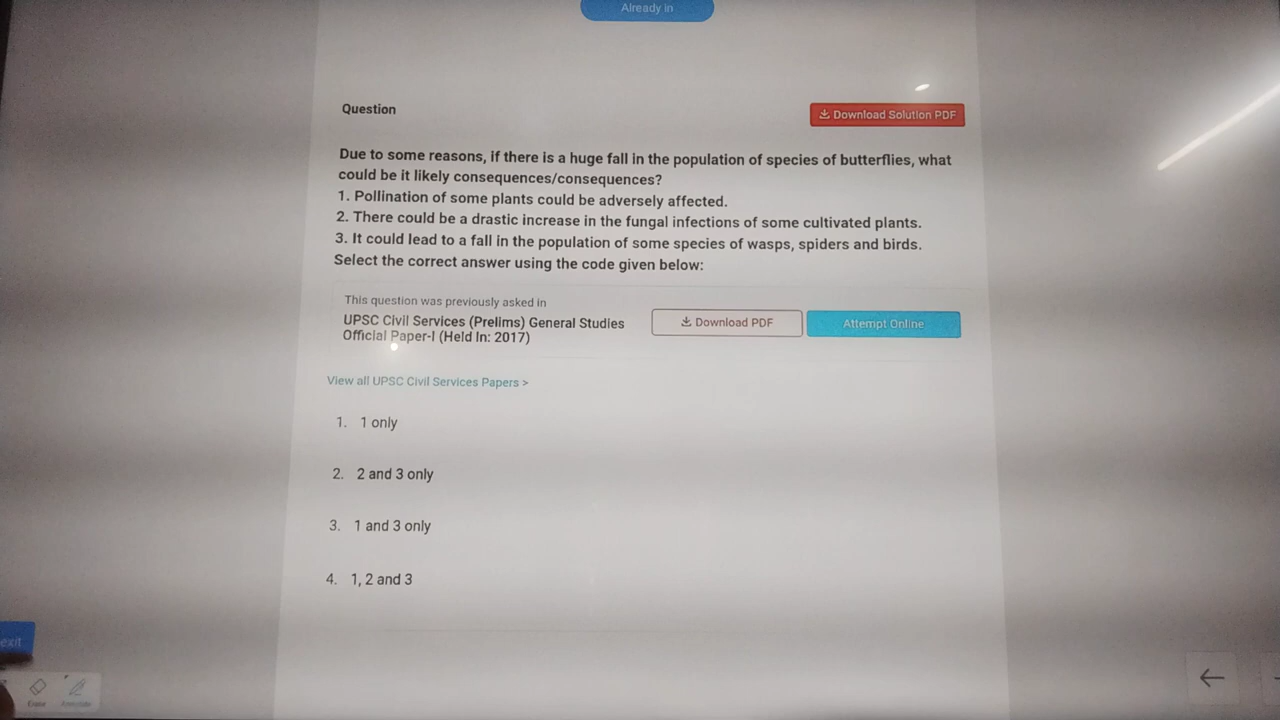 Already in
Question
Download Solution PDF
Due to some reasons, if there is a huge fall in the population of species of butterflies, what
could be it likely consequences/consequences?
1. Pollination of some plants could be adversely affected.
2. There could be a drastic increase in the fungal infections of some cultivated plants.
3. It could lead to a fall in the population of some species of wasps, spiders and birds.
Select the correct answer using the code given below:
This question was previously asked in
UPSC Civil Services (Prelims) General Studies
Official Paper-I (Held In: 2017)
Download PDF
Attempt Online
View all UPSC Civil Services Papers >
1. 1 only
2. 2 and 3 only
3. 1 and 3 only
4. 1, 2 and 3
exit